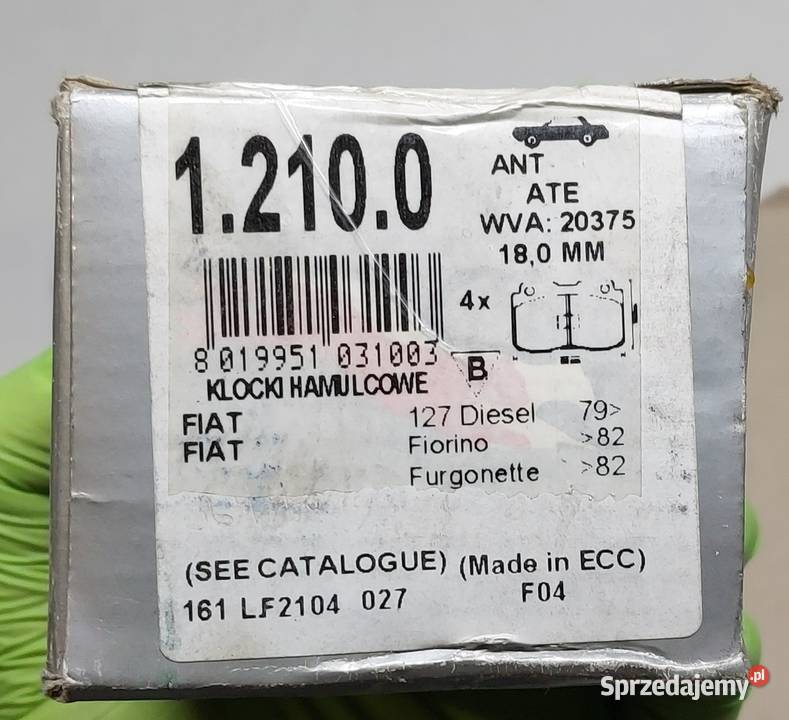 1.210.0
ANT
ATE
WVA: 20375
18,0 MM
4x
8 019951 031003
B
KLOCKI HAMULCOWE
FIAT 127 Diesel 79>
FIAT Fiorino >82
Furgonette >82
(SEE CATALOGUE) (Made in ECC)
161 LF2104 027 F04
Sprzedajemy.pl